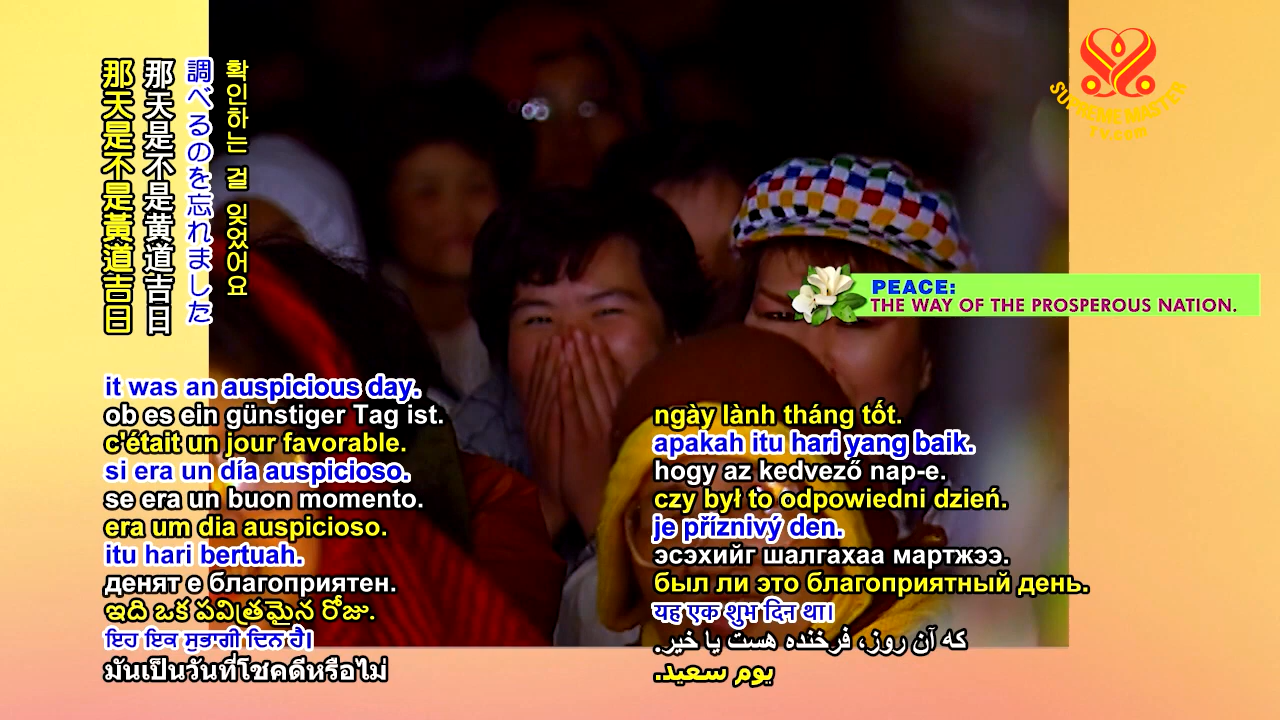 那天是不是黃道吉日
那天是不是黄道吉日
調べるのを忘れました
확인하는 걸 잊었어요
SUPREME MASTER
TV.com
PEACE:
THE WAY OF THE PROSPEROUS NATION.
it was an auspicious day.
ob es ein günstiger Tag ist.
c'était un jour favorable.
si era un día auspicioso.
se era un buon momento.
era um dia auspicioso.
itu hari bertuah.
денят е благоприятен.
ఇది ఒక పవిత్రమైన రోజు.
ਇਹ ਇਕ ਸੁਭਾਗੀ ਦਿਨ ਹੈ।
มันเป็นวันที่โชคดีหรือไม่
ngày lành tháng tốt.
apakah itu hari yang baik.
hogy az kedvező nap-e.
czy był to odpowiedni dzień.
je příznivý den.
эсэхийг шалгахаа мартжээ.
был ли это благоприятный день.
यह एक शुभ दिन था।
که آن روز، فرخنده هست یا خیر.
يوم سعيد.